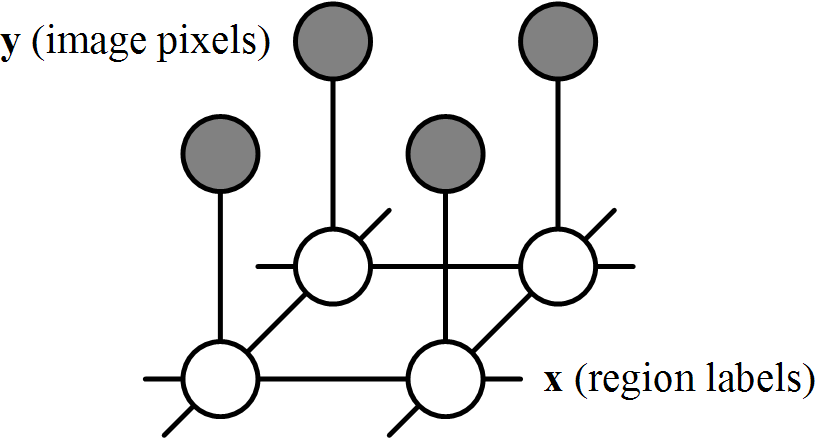 y (image pixels)
x (region labels)